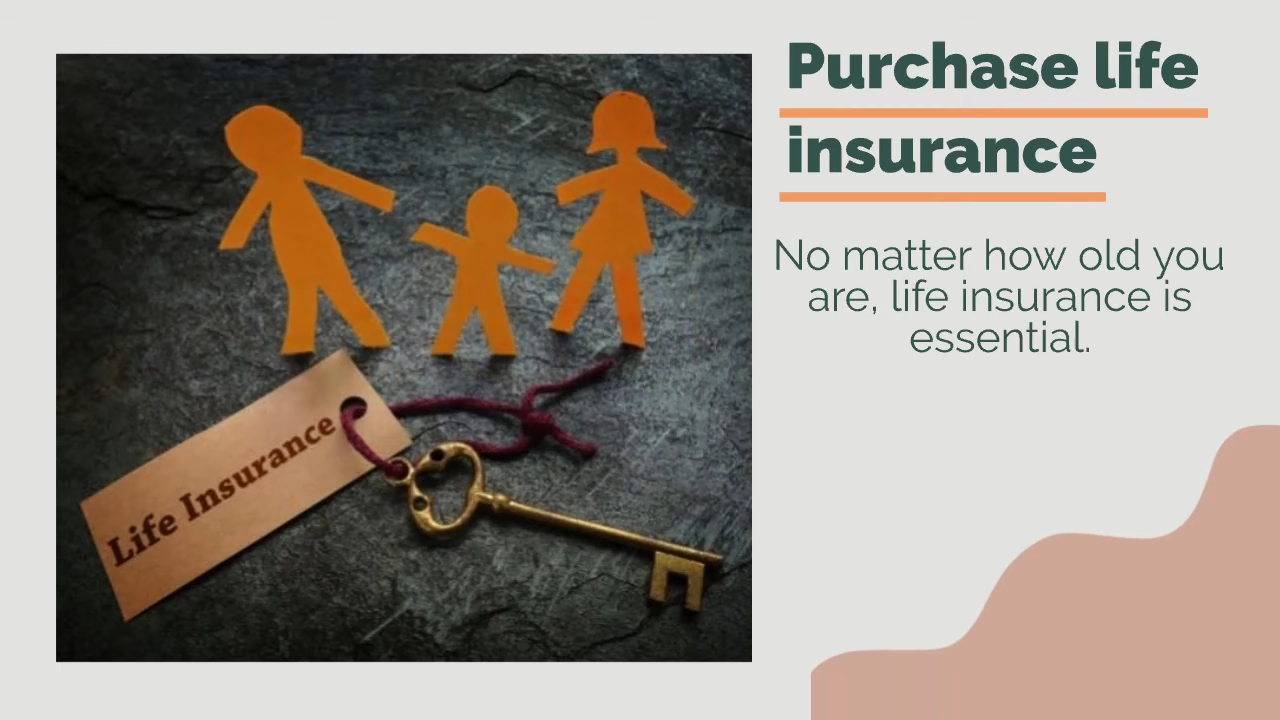 Purchase life
insurance
No matter how old you
are, life insurance is
essential.
Life Insurance